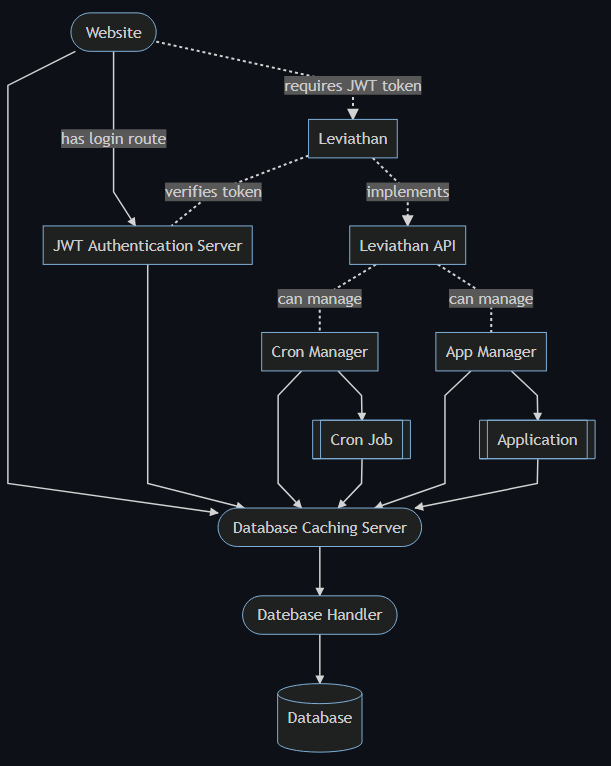 Website
requires JWT token
has login route
Leviathan
verifies token
implements
JWT Authentication Server
Leviathan API
can manage
can manage
Cron Manager
App Manager
Cron Job
Application
Database Caching Server
Datebase Handler
Database